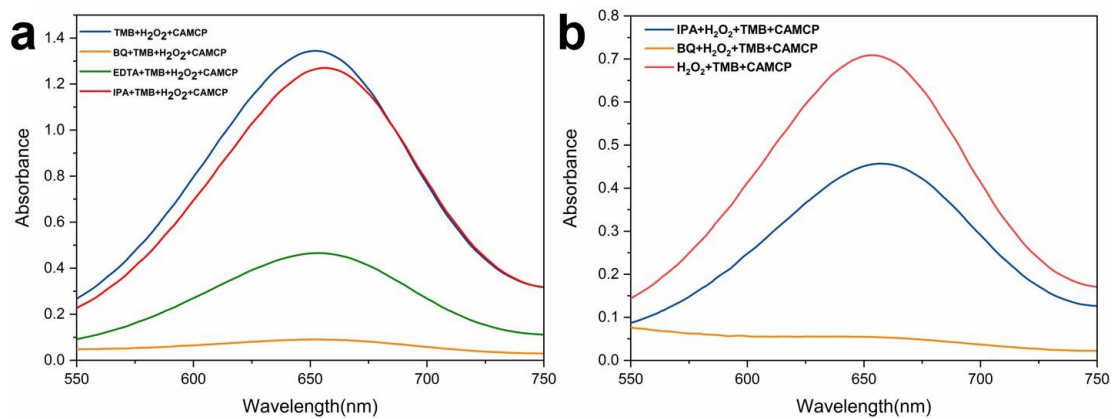 a
TMB+H₂O₂+CAMCP
BQ+TMB+H₂O₂+CAMCP
EDTA+TMB+H₂O₂+CAMCP
IPA+TMB+H₂O₂+CAMCP
1.4
1.2
1.0
0.8
0.6
0.4
0.2
0.0
550
600
650
700
750
Absorbance
Wavelength(nm)
b
IPA+H₂O₂+TMB+CAMCP
BQ+H₂O₂+TMB+CAMCP
H₂O₂+TMB+CAMCP
0.8
0.7
0.6
0.5
0.4
0.3
0.2
0.1
0.0
550
600
650
700
750
Absorbance
Wavelength(nm)